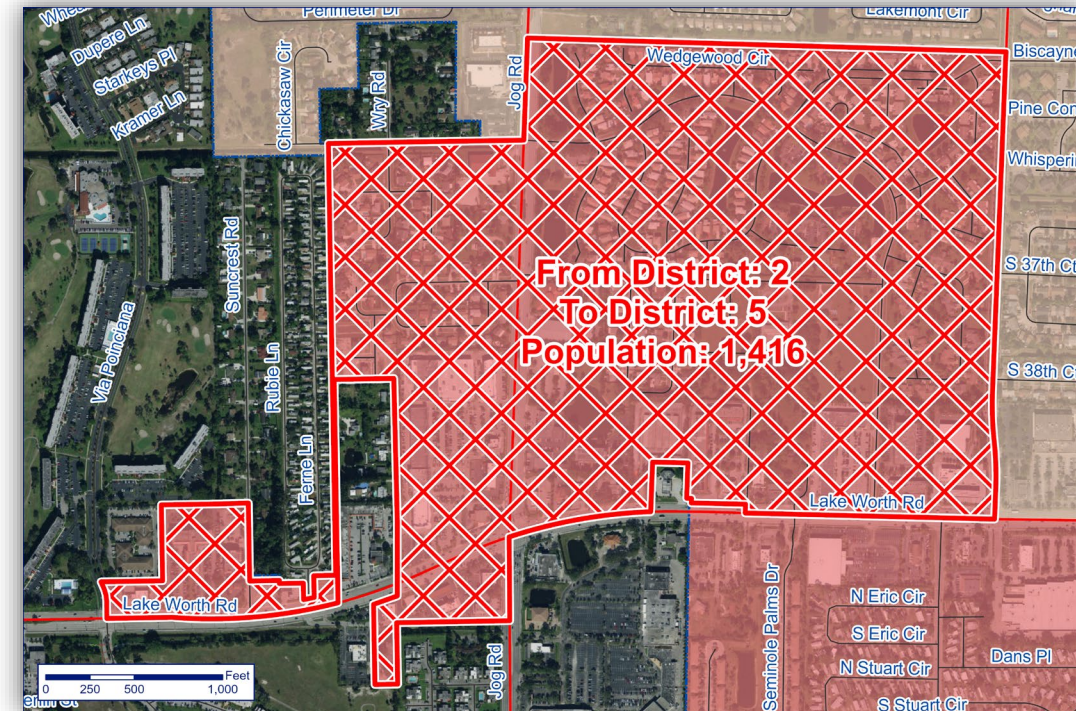 Perimeter Dr
Lakemont Cir
Dupere Ln
Starkeys Pl
Kramer Ln
Chickasaw Cir
Wry Rd
Jog Rd
Wedgewood Cir
Biscayne
Pine Con
Whisperin
Suncrest Rd
S 37th Ct
From District: 2
To District: 5
Population: 1,416
Via Poinciana
Rubie Ln
S 38th C
Ferne Ln
Lake Worth Rd
Lake Worth Rd
Seminole Palms Dr
N Eric Cir
S Eric Cir
Jog Rd
Dans Pl
N Stuart Cir
S Stuart Cir
Feet
0 250 500 1,000